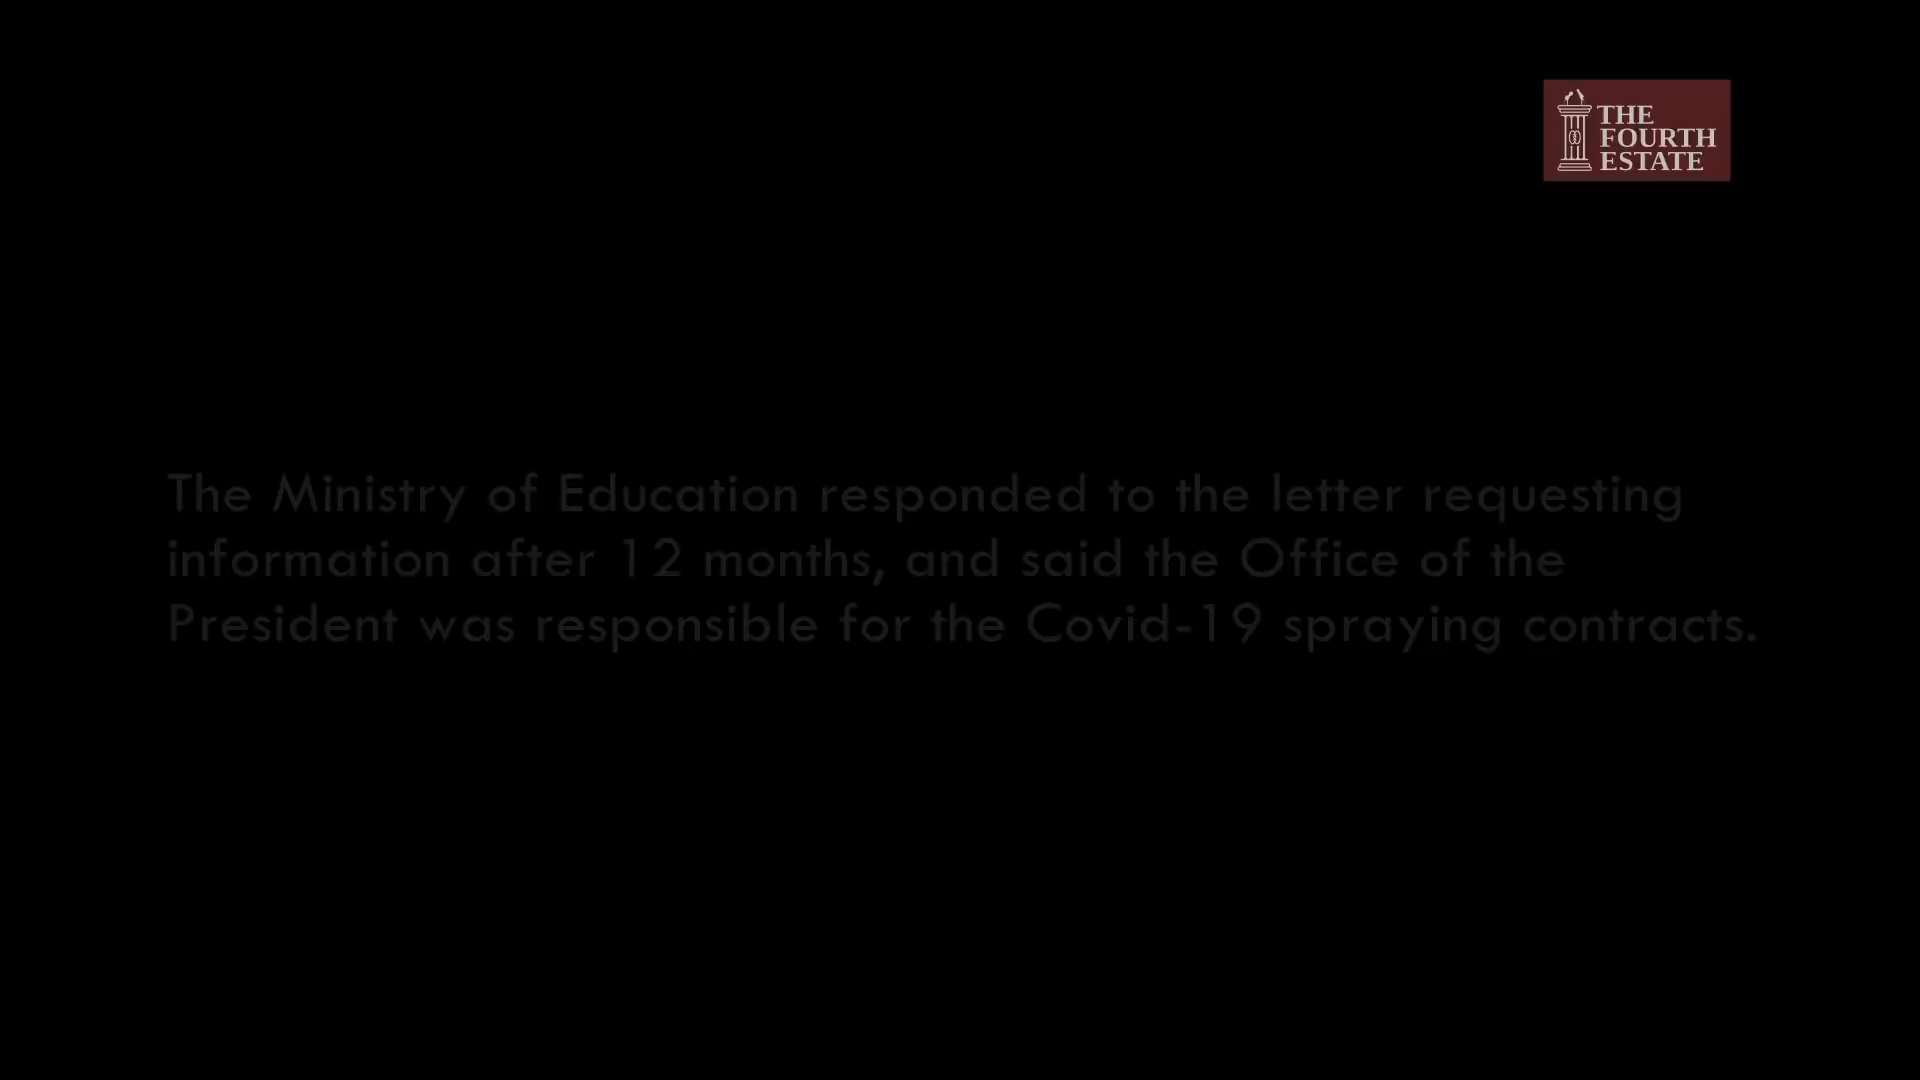 THE
FOURTH
ESTATE
The Ministry of Education responded to the letter requesting
information after 12 months, and said the Office of the
President was responsible for the Covid-19 spraying contracts.